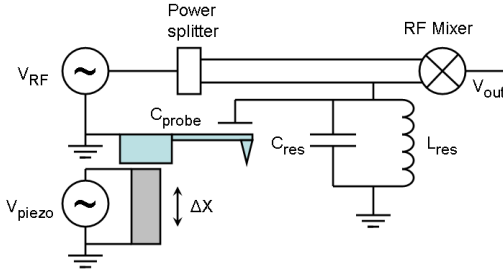 Power
splitter
RF Mixer
V_RF
~
V_out
C_probe
C_res
L_res
V_piezo
~
ΔX